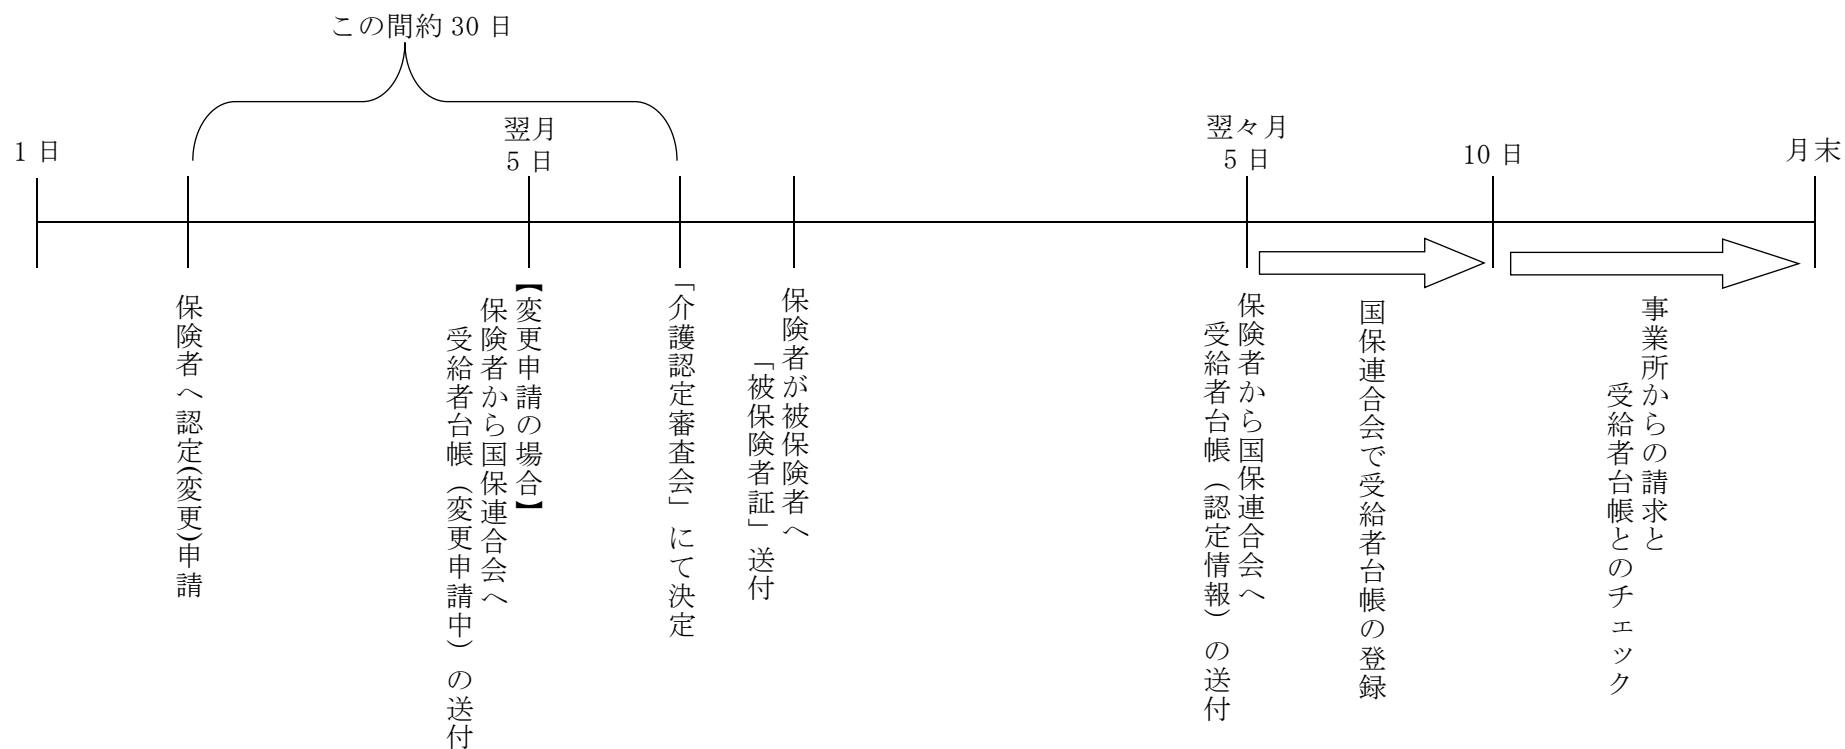 この間約 30 日
1 日
翌月
5 日
翌々月
5 日
10 日
月末
保険者へ認定(変更)申請
【変更申請の場合】
保険者から国保連合会へ
受給者台帳（変更申請中）の送付
「介護認定審査会」にて決定
保険者が被保険者へ
「被保険者証」送付
保険者から国保連合会へ
受給者台帳（認定情報）の送付
国保連合会で受給者台帳の登録
事業所からの請求と
受給者台帳とのチェック